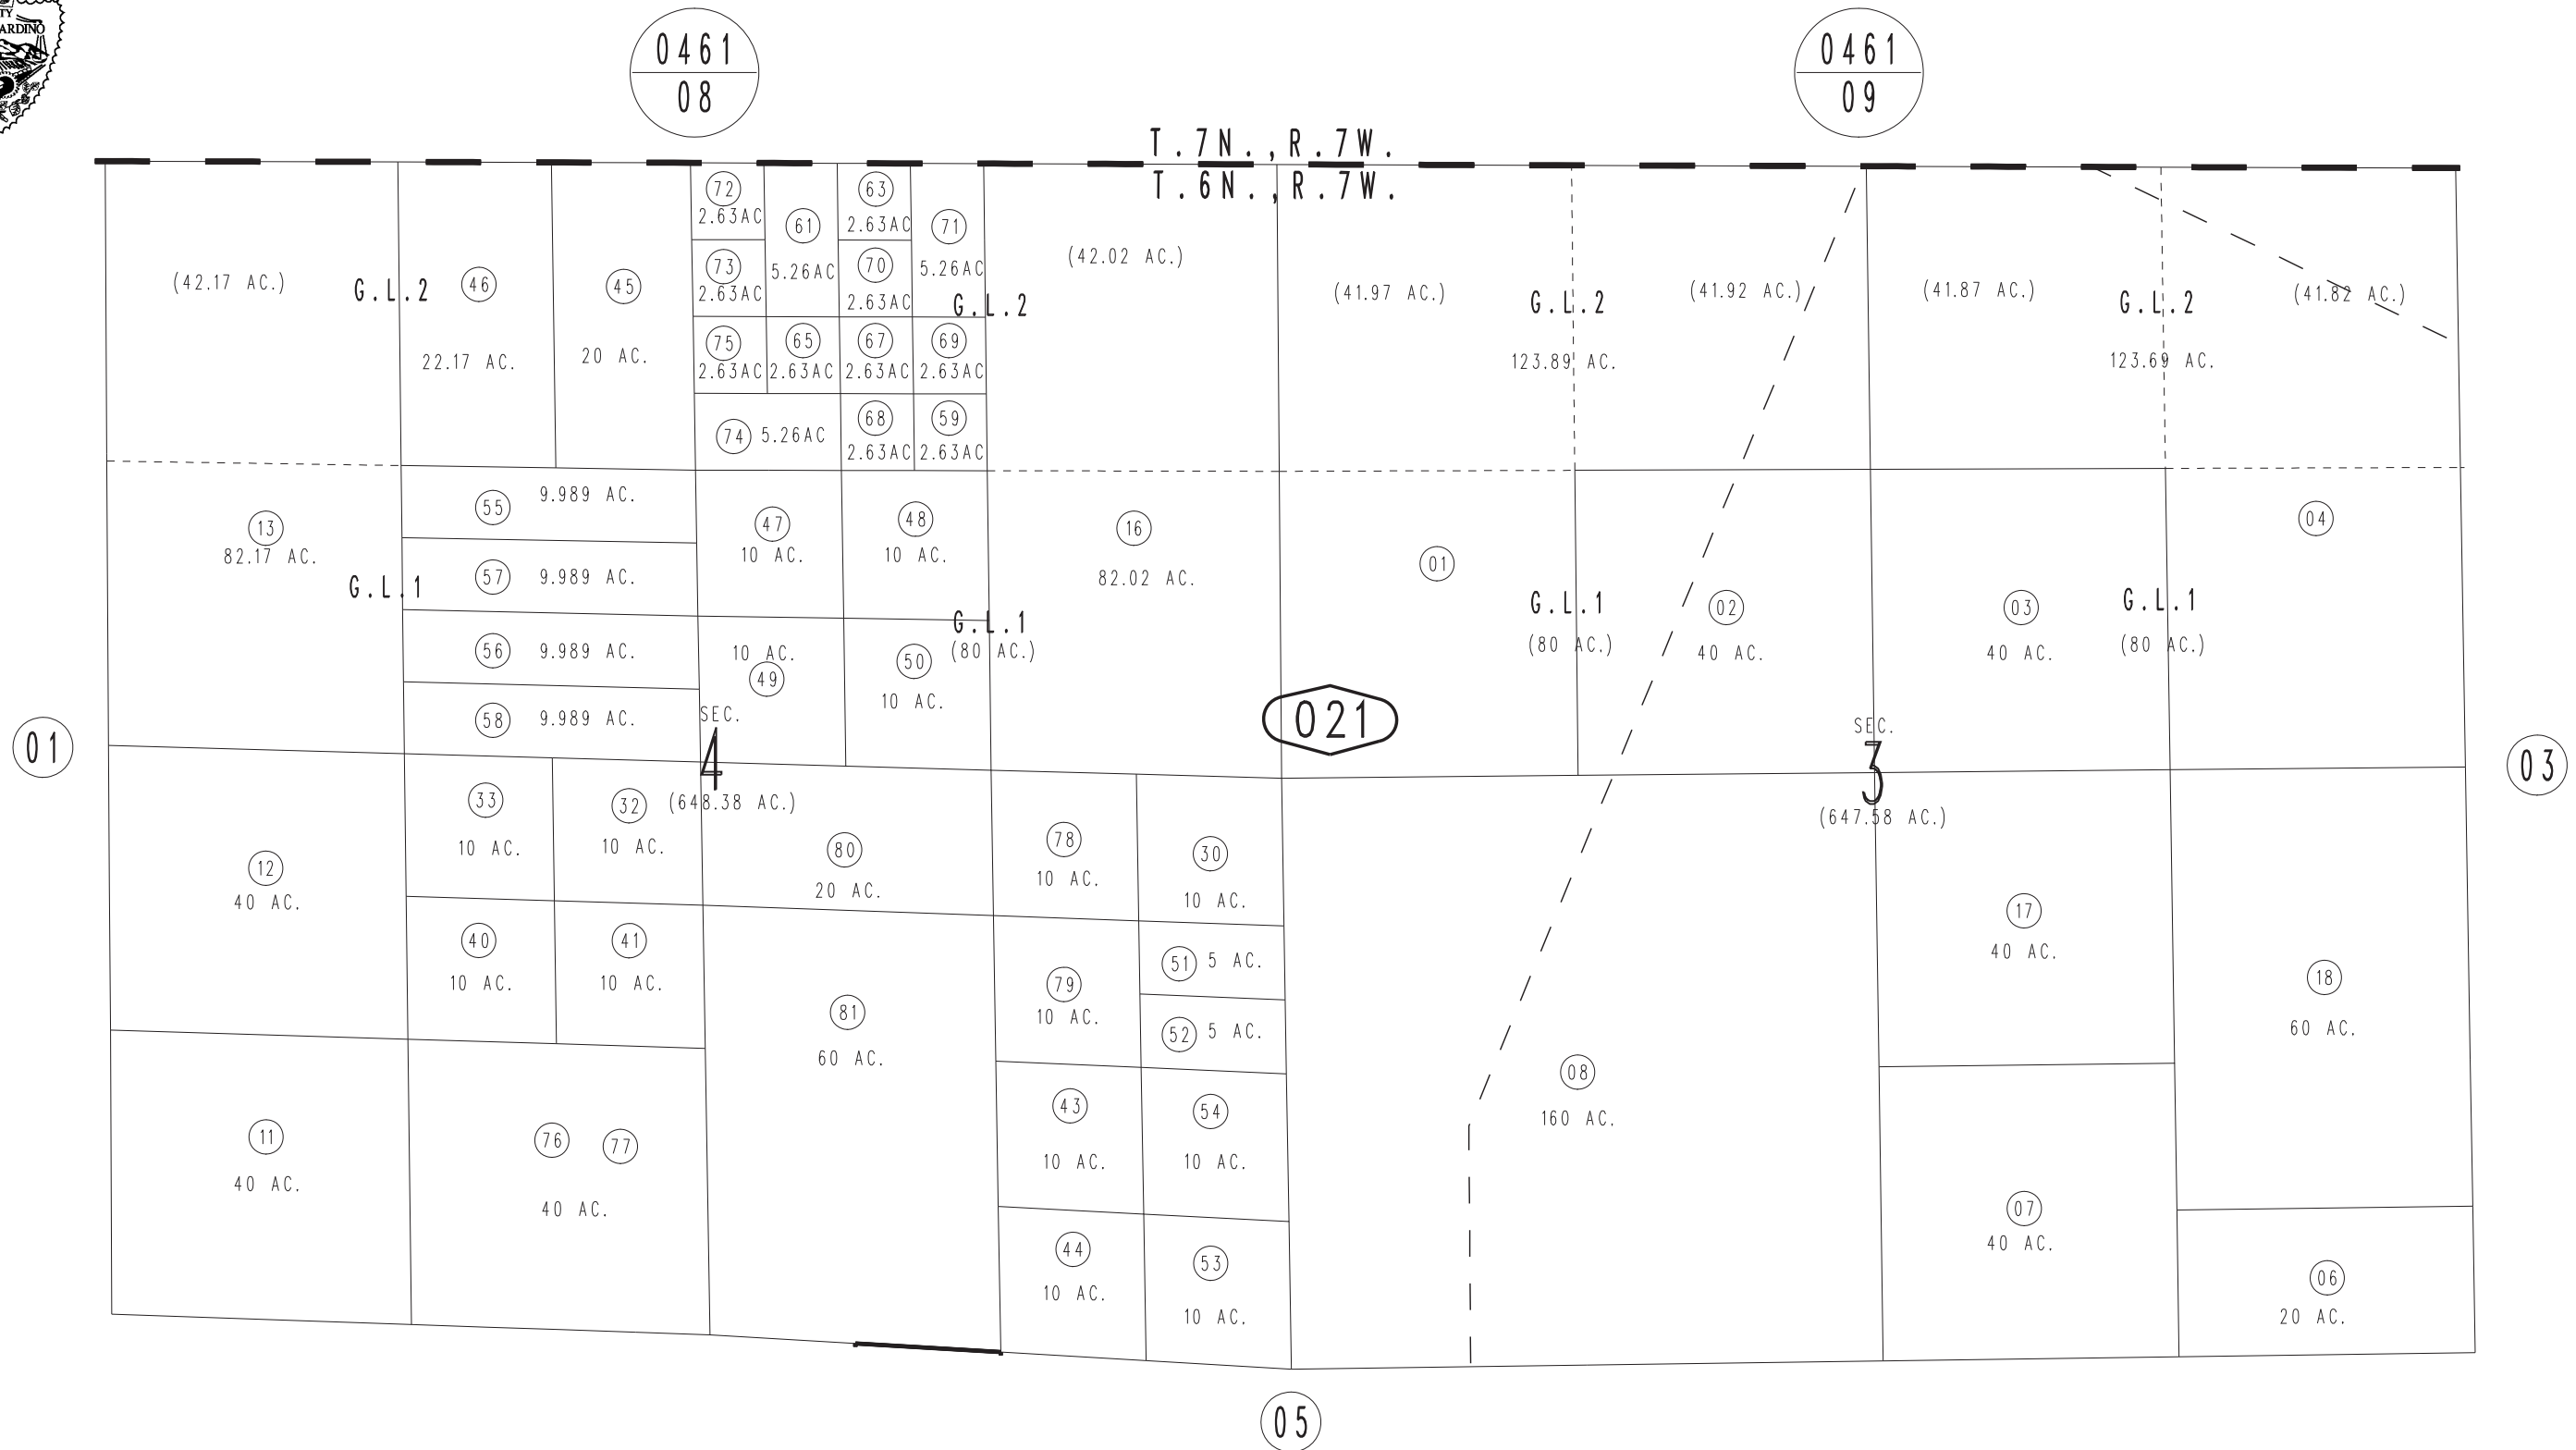 TY
ARDINO
0461
08
0461
09
T.7N.,R.7W.
T.6N.,R.7W.
(42.17 AC.)
G.L.2
46
22.17 AC.
45
20 AC.
72
2.63AC
61
5.26AC
63
2.63AC
71
5.26AC
73
2.63AC
70
2.63AC
G.L.2
75
2.63AC
65
2.63AC
67
2.63AC
69
2.63AC
74 5.26AC
68
2.63AC
59
2.63AC
(42.02 AC.)
(41.97 AC.)
G.L.2
123.89 AC.
(41.92 AC.)
(41.87 AC.)
G.L.2
123.69 AC.
(41.82 AC.)
13
82.17 AC.
G.L.1
55 9.989 AC.
57 9.989 AC.
56 9.989 AC.
58 9.989 AC.
47
10 AC.
48
10 AC.
10 AC.
49
50
10 AC.
G.L.1
(80 AC.)
16
82.02 AC.
01
G.L.1
(80 AC.)
02
40 AC.
03
40 AC.
G.L.1
(80 AC.)
04
01
SEC.
4
(648.38 AC.)
021
SEC.
3
(647.58 AC.)
03
12
40 AC.
33
10 AC.
32
10 AC.
80
20 AC.
78
10 AC.
30
10 AC.
40
10 AC.
41
10 AC.
81
60 AC.
79
10 AC.
51 5 AC.
52 5 AC.
17
40 AC.
18
60 AC.
11
40 AC.
76 77
40 AC.
43
10 AC.
54
10 AC.
08
160 AC.
44
10 AC.
53
10 AC.
07
40 AC.
06
20 AC.
05